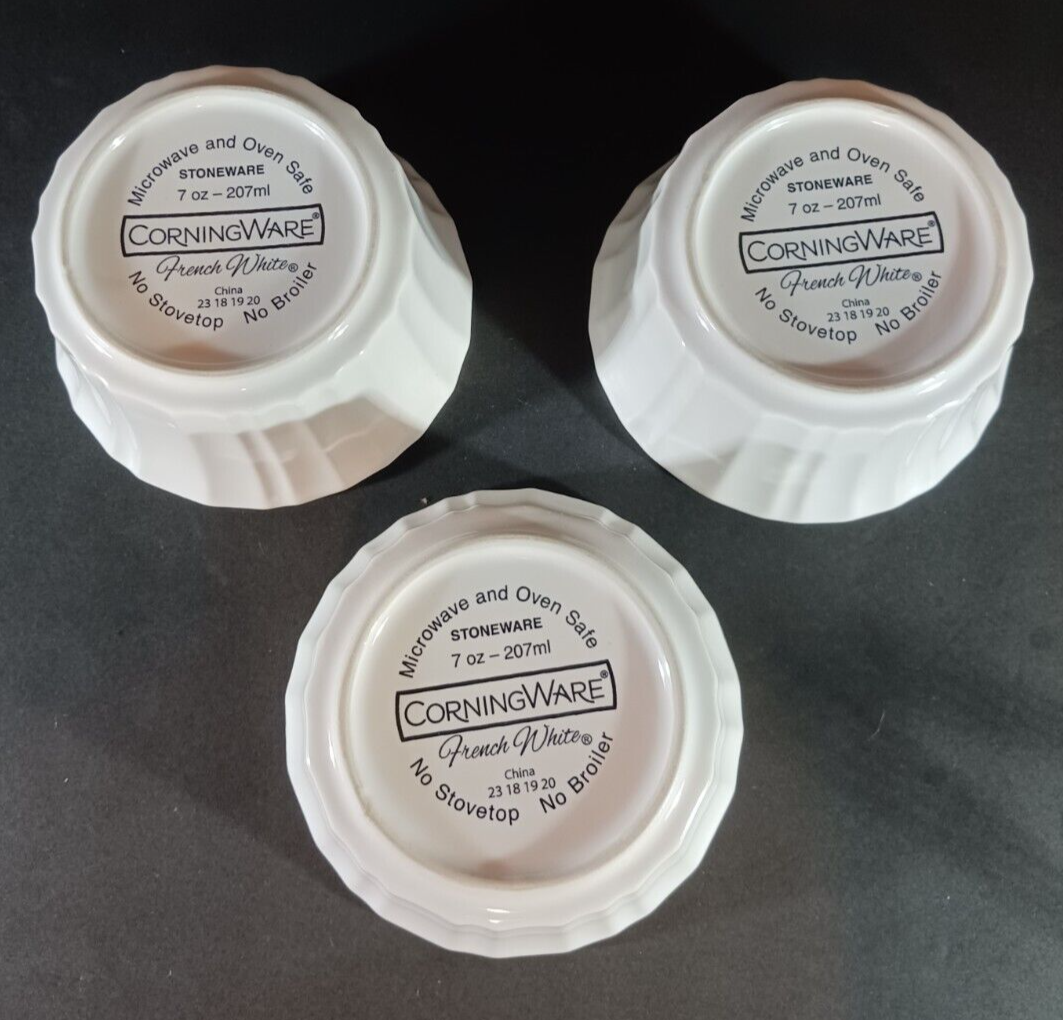 Microwave and Oven Safe
STONEWARE
7 oz – 207ml
CORNINGWARE®
French White®
China
23 18 19 20
No Stovetop No Broiler
Microwave and Oven Safe
STONEWARE
7 oz – 207ml
CORNINGWARE®
French White®
China
23 18 19 20
No Stovetop No Broiler
Microwave and Oven Safe
STONEWARE
7 oz – 207ml
CORNINGWARE®
French White®
China
23 18 19 20
No Stovetop No Broiler